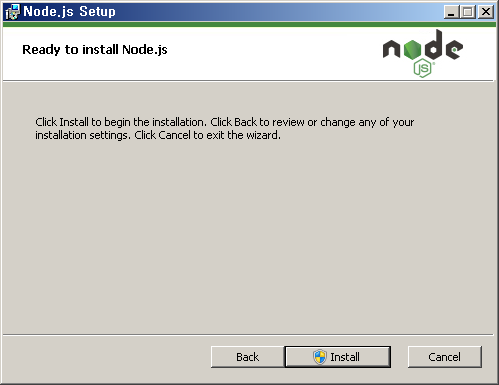 Node.js Setup
Ready to install Node.js
node
JS
Click Install to begin the installation. Click Back to review or change any of your
installation settings. Click Cancel to exit the wizard.
Back
Install
Cancel